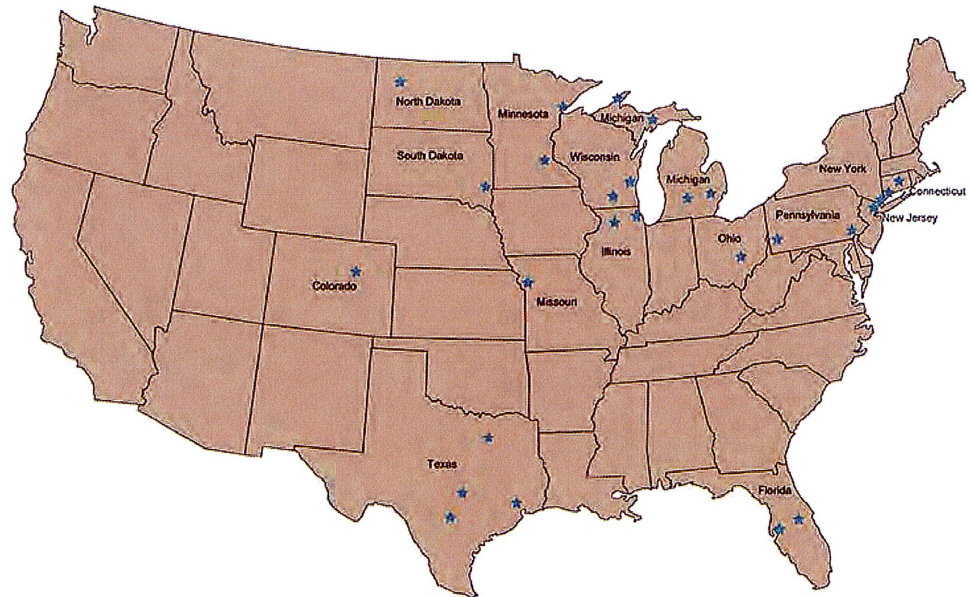 North Dakota
Minnesota
Michigan
South Dakota
Wisconsin
New York
Michigan
Connecticut
Pennsylvania
New Jersey
Illinois
Ohio
Colorado
Missouri
Texas
Florida